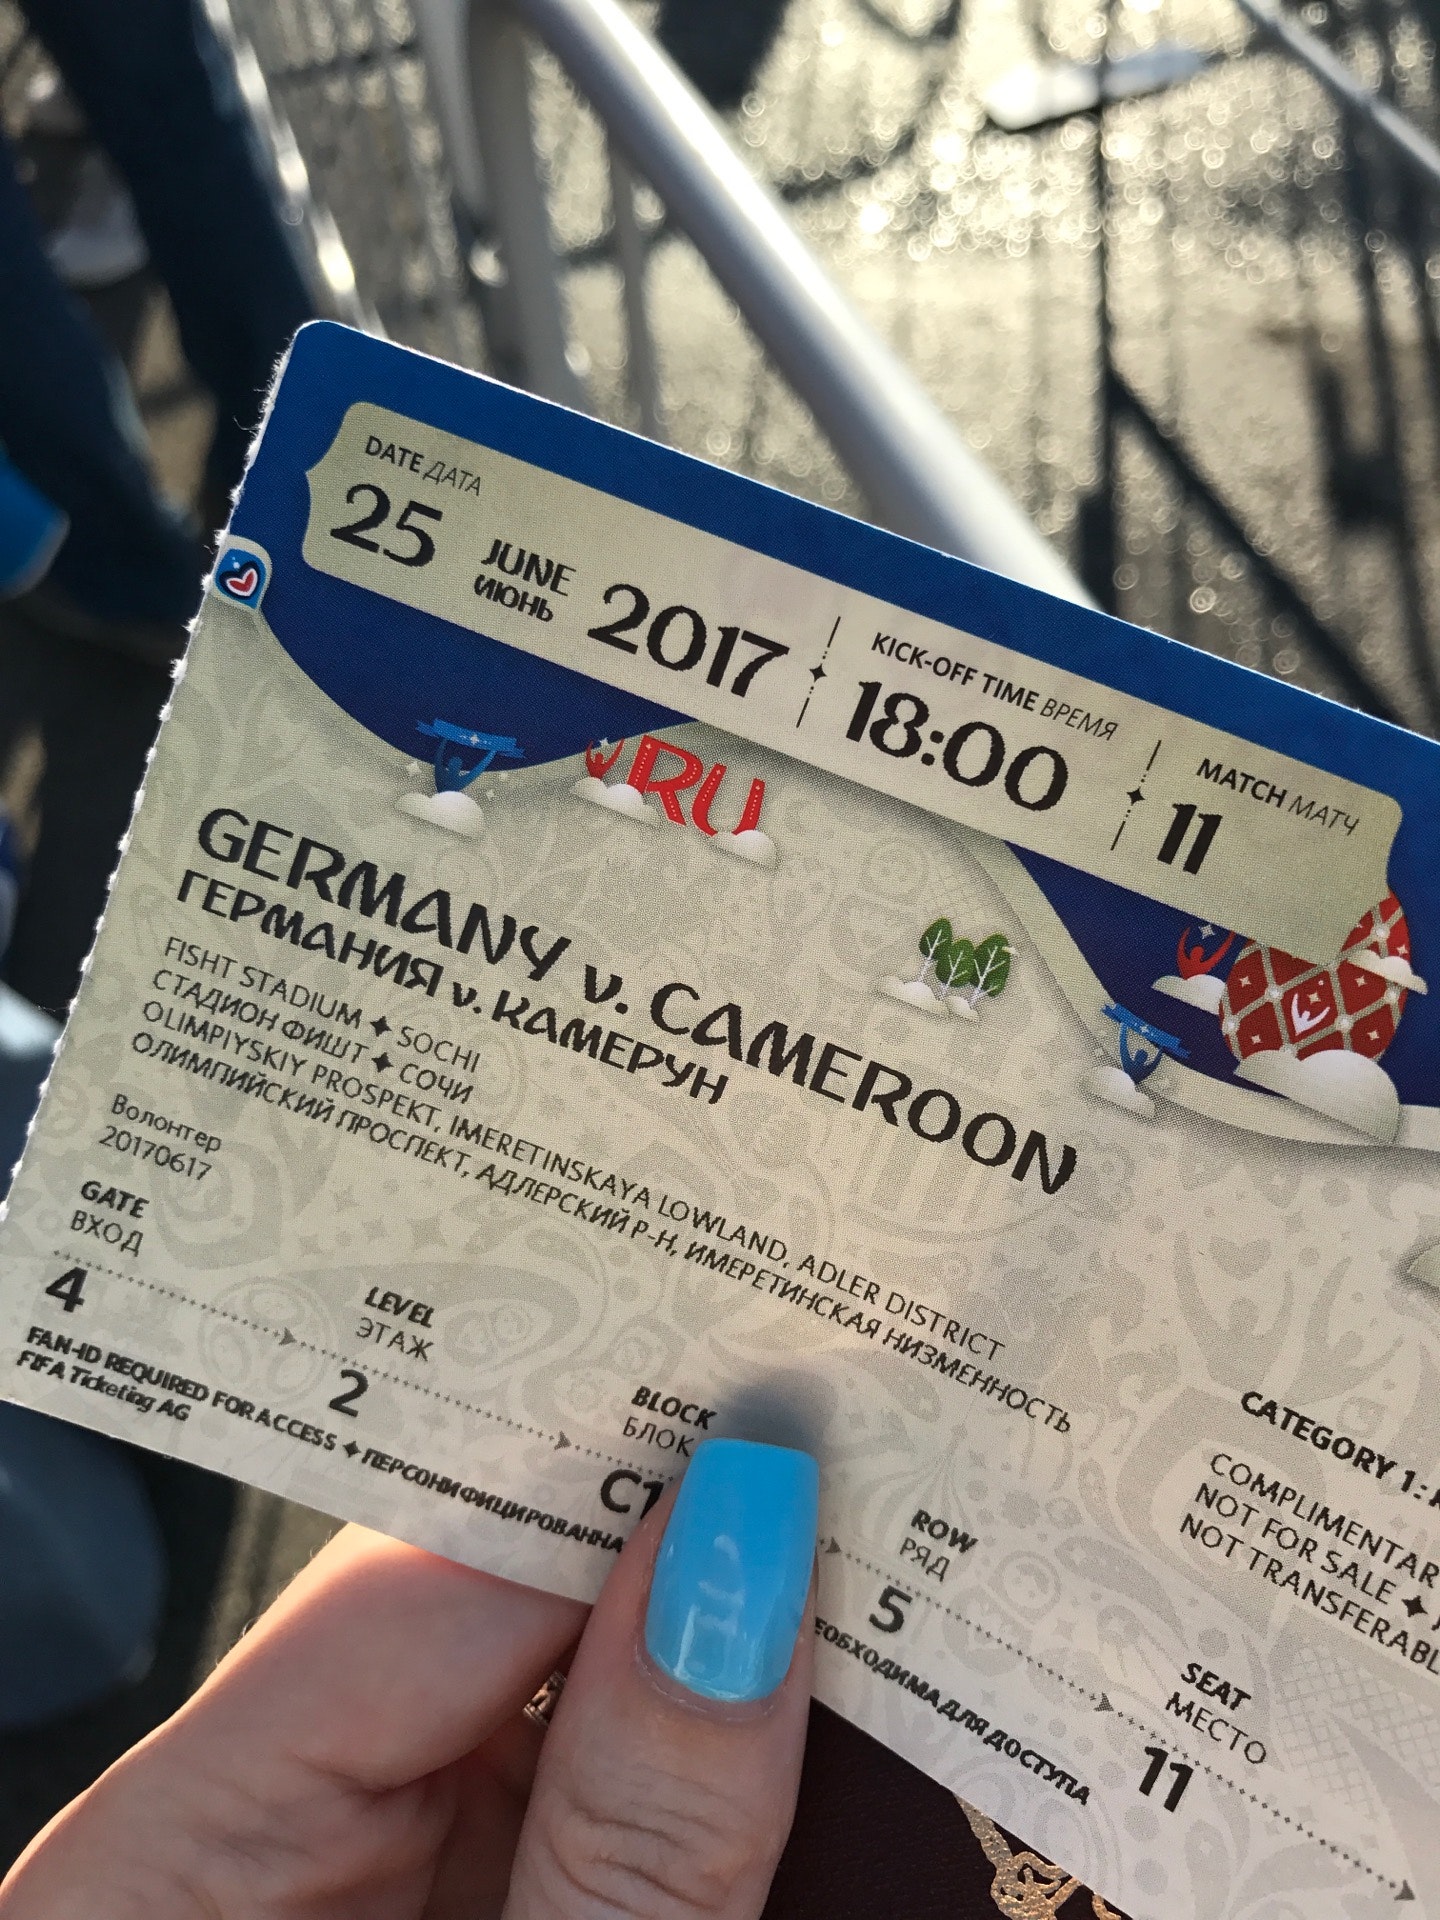 DATE ДАТА
25 JUNE ИЮНЬ 2017
KICK-OFF TIME ВРЕМЯ
18:00
MATCH МАТЧ
11
RU
GERMANY v. CAMEROON
ГЕРМАНИЯ v. КАМЕРУН
FISHT STADIUM ✦ SOCHI
СТАДИОН ФИШТ ✦ СОЧИ
OLIMPIYSKIY PROSPEKT, IMERETINSKAYA LOWLAND, ADLER DISTRICT
ОЛИМПИЙСКИЙ ПРОСПЕКТ, АДЛЕРСКИЙ Р-Н, ИМЕРЕТИНСКАЯ НИЗМЕННОСТЬ
Волонтер
20170617
GATE
ВХОД
4
LEVEL
ЭТАЖ
2
BLOCK
БЛОК
ROW
РЯД
5
SEAT
МЕСТО
11
CATEGORY 1:
COMPLIMENTAR
NOT FOR SALE ✦
NOT TRANSFERABL
FAN-ID REQUIRED FOR ACCESS ✦ ПЕРСОНИФИЦИРОВАННА ЕОБХОДИМА ДЛЯ ДОСТУПА
FIFA Ticketing AG